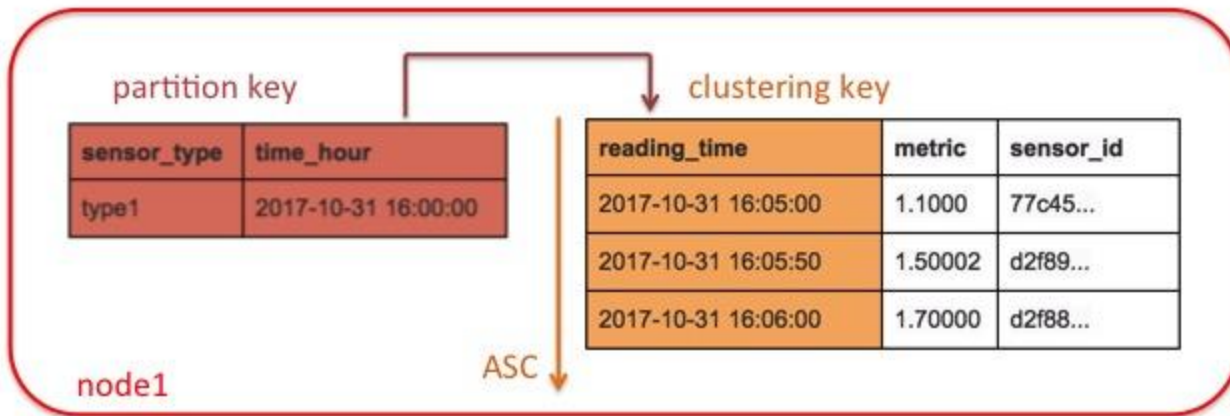 partition key
sensor_type time_hour
type1 2017-10-31 16:00:00
clustering key
reading_time metric sensor_id
2017-10-31 16:05:00 1.1000 77c45...
2017-10-31 16:05:50 1.50002 d2f89...
2017-10-31 16:06:00 1.70000 d2f88...
ASC
node1